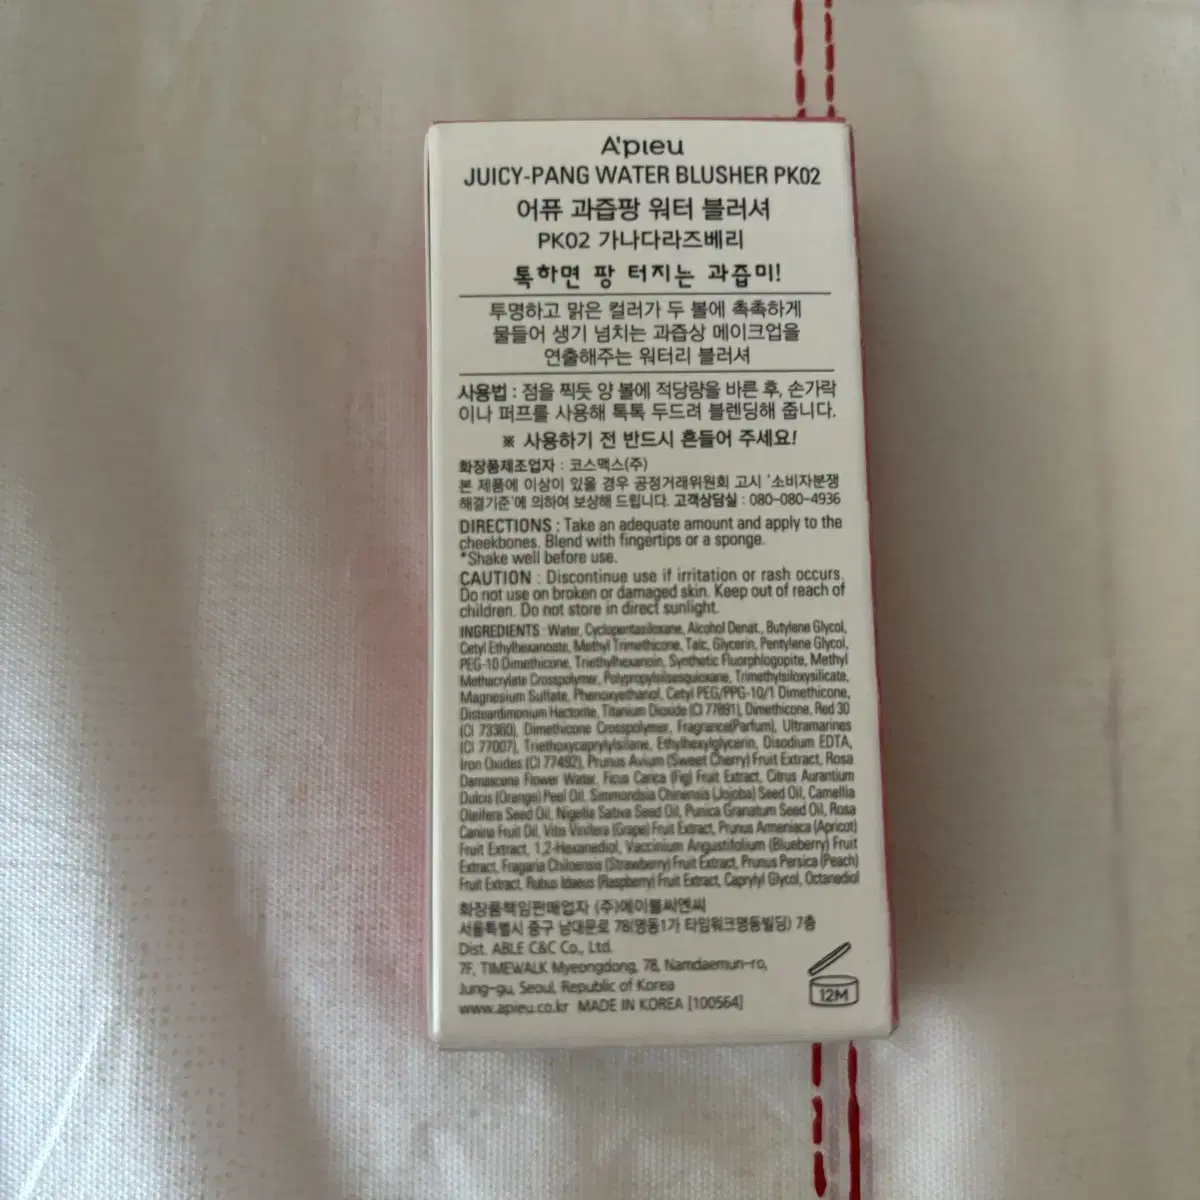 A'pieu
JUICY-PANG WATER BLUSHER PK02
어퓨 과즙팡 워터 블러셔
PK02 가나다라즈베리
톡하면 팡 터지는 과즙미!
투명하고 맑은 컬러가 두 볼에 촉촉하게
물들어 생기 넘치는 과즙상 메이크업을
연출해주는 워터리 블러셔
사용법 : 점을 찍듯 양 볼에 적당량을 바른 후, 손가락
이나 퍼프를 사용해 톡톡 두드려 블렌딩해 줍니다.
※ 사용하기 전 반드시 흔들어 주세요!
화장품제조업자 : 코스맥스(주)
본 제품에 이상이 있을 경우 공정거래위원회 고시 '소비자분쟁
해결기준'에 의하여 보상해 드립니다. 고객상담실 : 080-080-4936
DIRECTIONS : Take an adequate amount and apply to the
cheekbones. Blend with fingertips or a sponge.
*Shake well before use.
CAUTION : Discontinue use if irritation or rash occurs.
Do not use on broken or damaged skin. Keep out of reach of
children. Do not store in direct sunlight.
INGREDIENTS : Water, Cyclopentasiloxane, Alcohol Denat., Butylene Glycol,
Cetyl Ethylhexanoate, Methyl Trimethicone, Talc, Glycerin, Pentylene Glycol,
PEG-10 Dimethicone, Triethylhexanoin, Synthetic Fluorphlogopite, Methyl
Methacrylate Crosspolymer, Polypropylsilsesquioxane, Trimethylsiloxysilicate,
Magnesium Sulfate, Phenoxyethanol, Cetyl PEG/PPG-10/1 Dimethicone,
Disteardimonium Hectorite, Titanium Dioxide (CI 77891), Dimethicone, Red 30
(CI 73360), Dimethicone Crosspolymer, Fragrance(Parfum), Ultramarines
(CI 77007), Triethoxycaprylylsilane, Ethylhexylglycerin, Disodium EDTA,
Iron Oxides (CI 77492), Prunus Avium (Sweet Cherry) Fruit Extract, Rosa
Damascena Flower Water, Ficus Carica (Fig) Fruit Extract, Citrus Aurantium
Dulcis (Orange) Peel Oil, Simmondsia Chinensis (Jojoba) Seed Oil, Camellia
Oleifera Seed Oil, Nigella Sativa Seed Oil, Punica Granatum Seed Oil, Rosa
Canina Fruit Oil, Vitis Vinifera (Grape) Fruit Extract, Prunus Armeniaca (Apricot)
Fruit Extract, 1,2-Hexanediol, Vaccinium Angustifolium (Blueberry) Fruit
Extract, Fragaria Chiloensis (Strawberry) Fruit Extract, Prunus Persica (Peach)
Fruit Extract, Rubus Idaeus (Raspberry) Fruit Extract, Caprylyl Glycol, Octanediol
화장품책임판매업자 (주)에이블씨엔씨
서울특별시 중구 남대문로 78(명동1가 타임워크명동빌딩) 7층
Dist. ABLE C&C Co., Ltd.
7F, TIMEWALK Myeongdong, 78, Namdaemun-ro,
Jung-gu, Seoul, Republic of Korea
www.apieu.co.kr MADE IN KOREA [100564]
12M